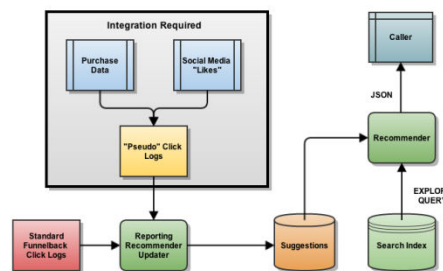 Integration Required
Purchase
Data
Social Media
"Likes"
"Pseudo" Click
Logs
Standard
Funnelback
Click Logs
Reporting
Recommender
Updater
Suggestions
Caller
JSON
Recommender
QUERY
Search Index